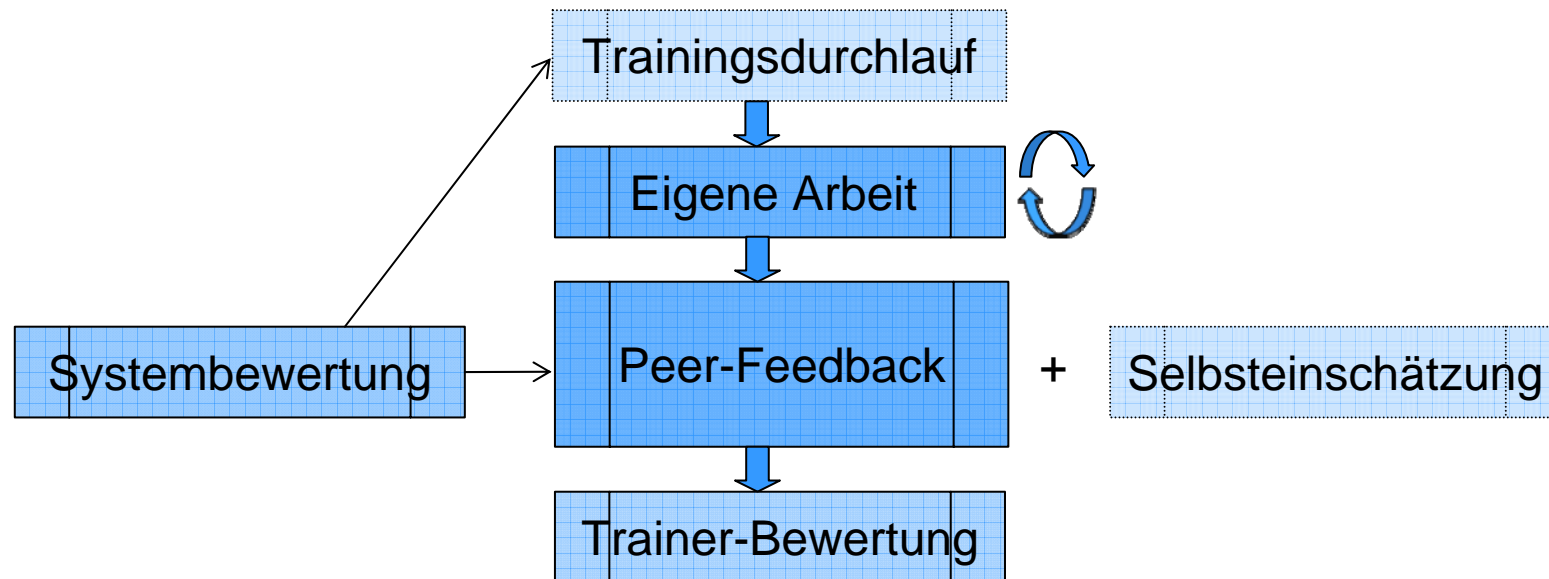 Trainingsdurchlauf
Eigene Arbeit
Systembewertung
Peer-Feedback
+
Selbsteinschätzung
Trainer-Bewertung